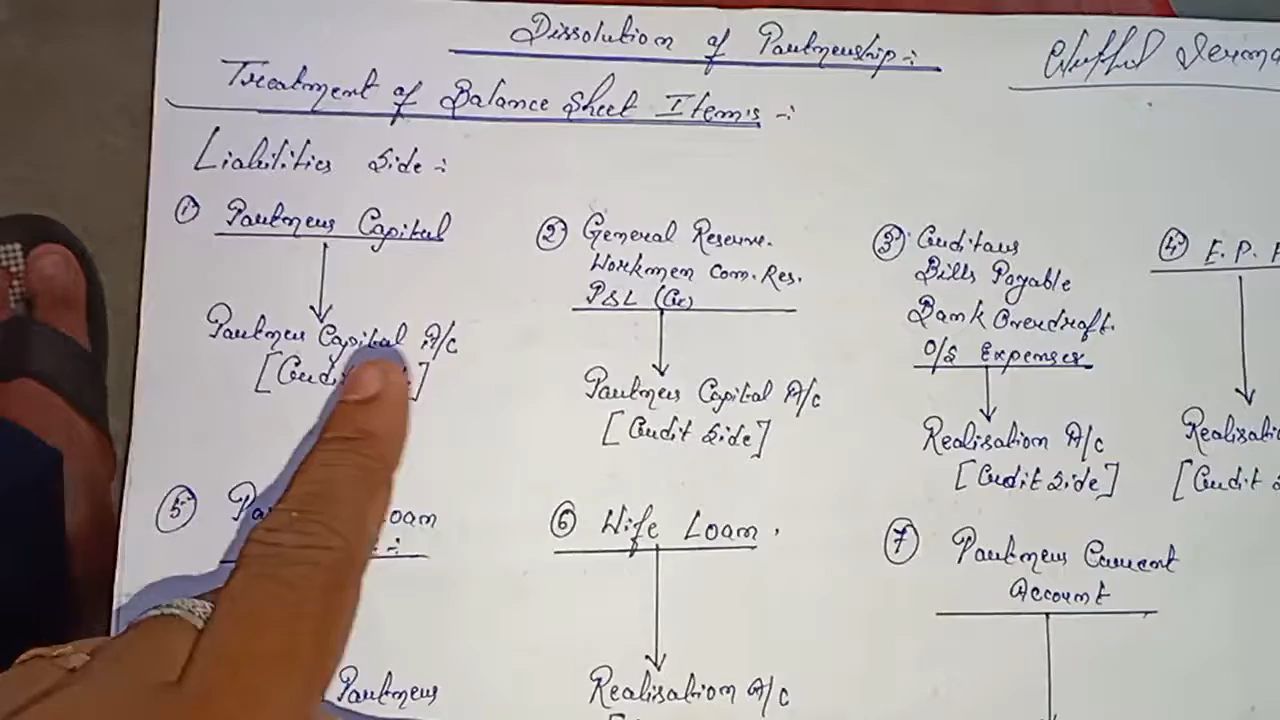 Dissolution of Partnership :-
Treatment of Balance Sheet Items :-
Liabilities Side :-
① Partners Capital
Partners Capital A/c
② General Reserve.
Workmen Com. Res.
P&L (Cr)
Partners Capital A/c
[Credit Side]
③ Creditors
Bills Payable
Bank Overdraft.
O/S Expenses
Realisation A/c
[Credit Side]
④ E. P. F
[Credit S
⑤
Loan
Partners
⑥ Wife Loan.
Realisation A/c
⑦ Partners Current
Account